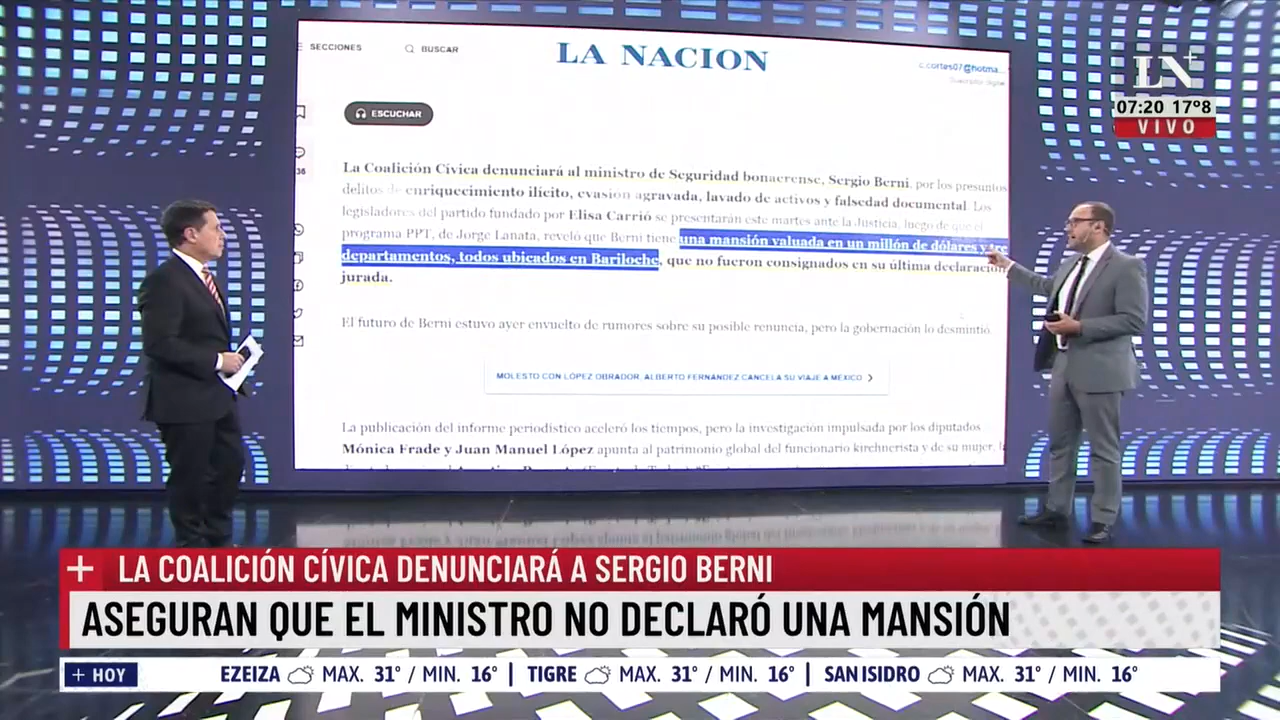 SECCIONES
BUSCAR
LA NACION
c.cortes07@hotma...
Suscriptor digital
LN+
07:20 17°8
VIVO
ESCUCHAR
36
La Coalición Cívica denunciará al ministro de Seguridad bonaerense, Sergio Berni, por los presuntos
delitos de enriquecimiento ilícito, evasión agravada, lavado de activos y falsedad documental. Los
legisladores del partido fundado por Elisa Carrió se presentarán este martes ante la Justicia, luego de que el
programa PPT, de Jorge Lanata, reveló que Berni tiene una mansión valuada en un millón de dólares y tre
departamentos, todos ubicados en Bariloche, que no fueron consignados en su última declaración
jurada.
El futuro de Berni estuvo ayer envuelto de rumores sobre su posible renuncia, pero la gobernación lo desmintió.
MOLESTO CON LÓPEZ OBRADOR, ALBERTO FERNÁNDEZ CANCELA SU VIAJE A MÉXICO
La publicación del informe periodístico aceleró los tiempos, pero la investigación impulsada por los diputados
Mónica Frade y Juan Manuel López apunta al patrimonio global del funcionario kirchnerista y de su mujer, la
LA COALICIÓN CÍVICA DENUNCIARÁ A SERGIO BERNI
ASEGURAN QUE EL MINISTRO NO DECLARÓ UNA MANSIÓN
+ HOY EZEIZA MAX. 31° / MIN. 16° | TIGRE MAX. 31° / MIN. 16° | SAN ISIDRO MAX. 31° / MIN. 16°